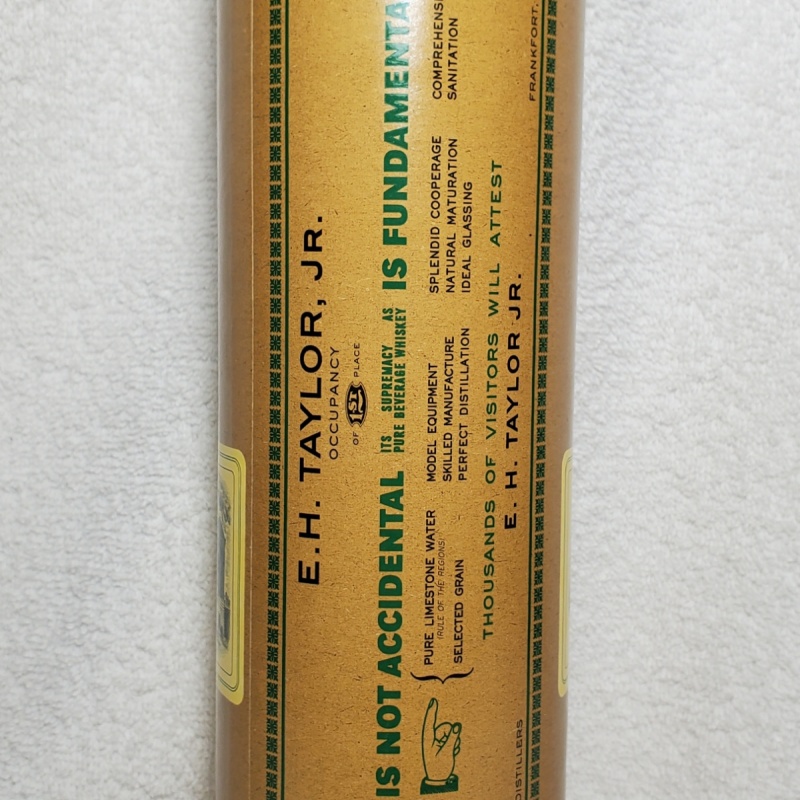 E.H. TAYLOR, JR.
OCCUPANCY
OF 1ST PLACE
IS NOT ACCIDENTAL ITS SUPREMACY AS PURE BEVERAGE WHISKEY IS FUNDAMENTA
PURE LIMESTONE WATER
(RULE OF THE REGIONS)
SELECTED GRAIN
MODEL EQUIPMENT
SKILLED MANUFACTURE
PERFECT DISTILLATION
SPLENDID COOPERAGE
NATURAL MATURATION
IDEAL GLASSING
COMPREHENSI
SANITATION
THOUSANDS OF VISITORS WILL ATTEST
E. H. TAYLOR JR.
DISTILLERS
FRANKFORT,